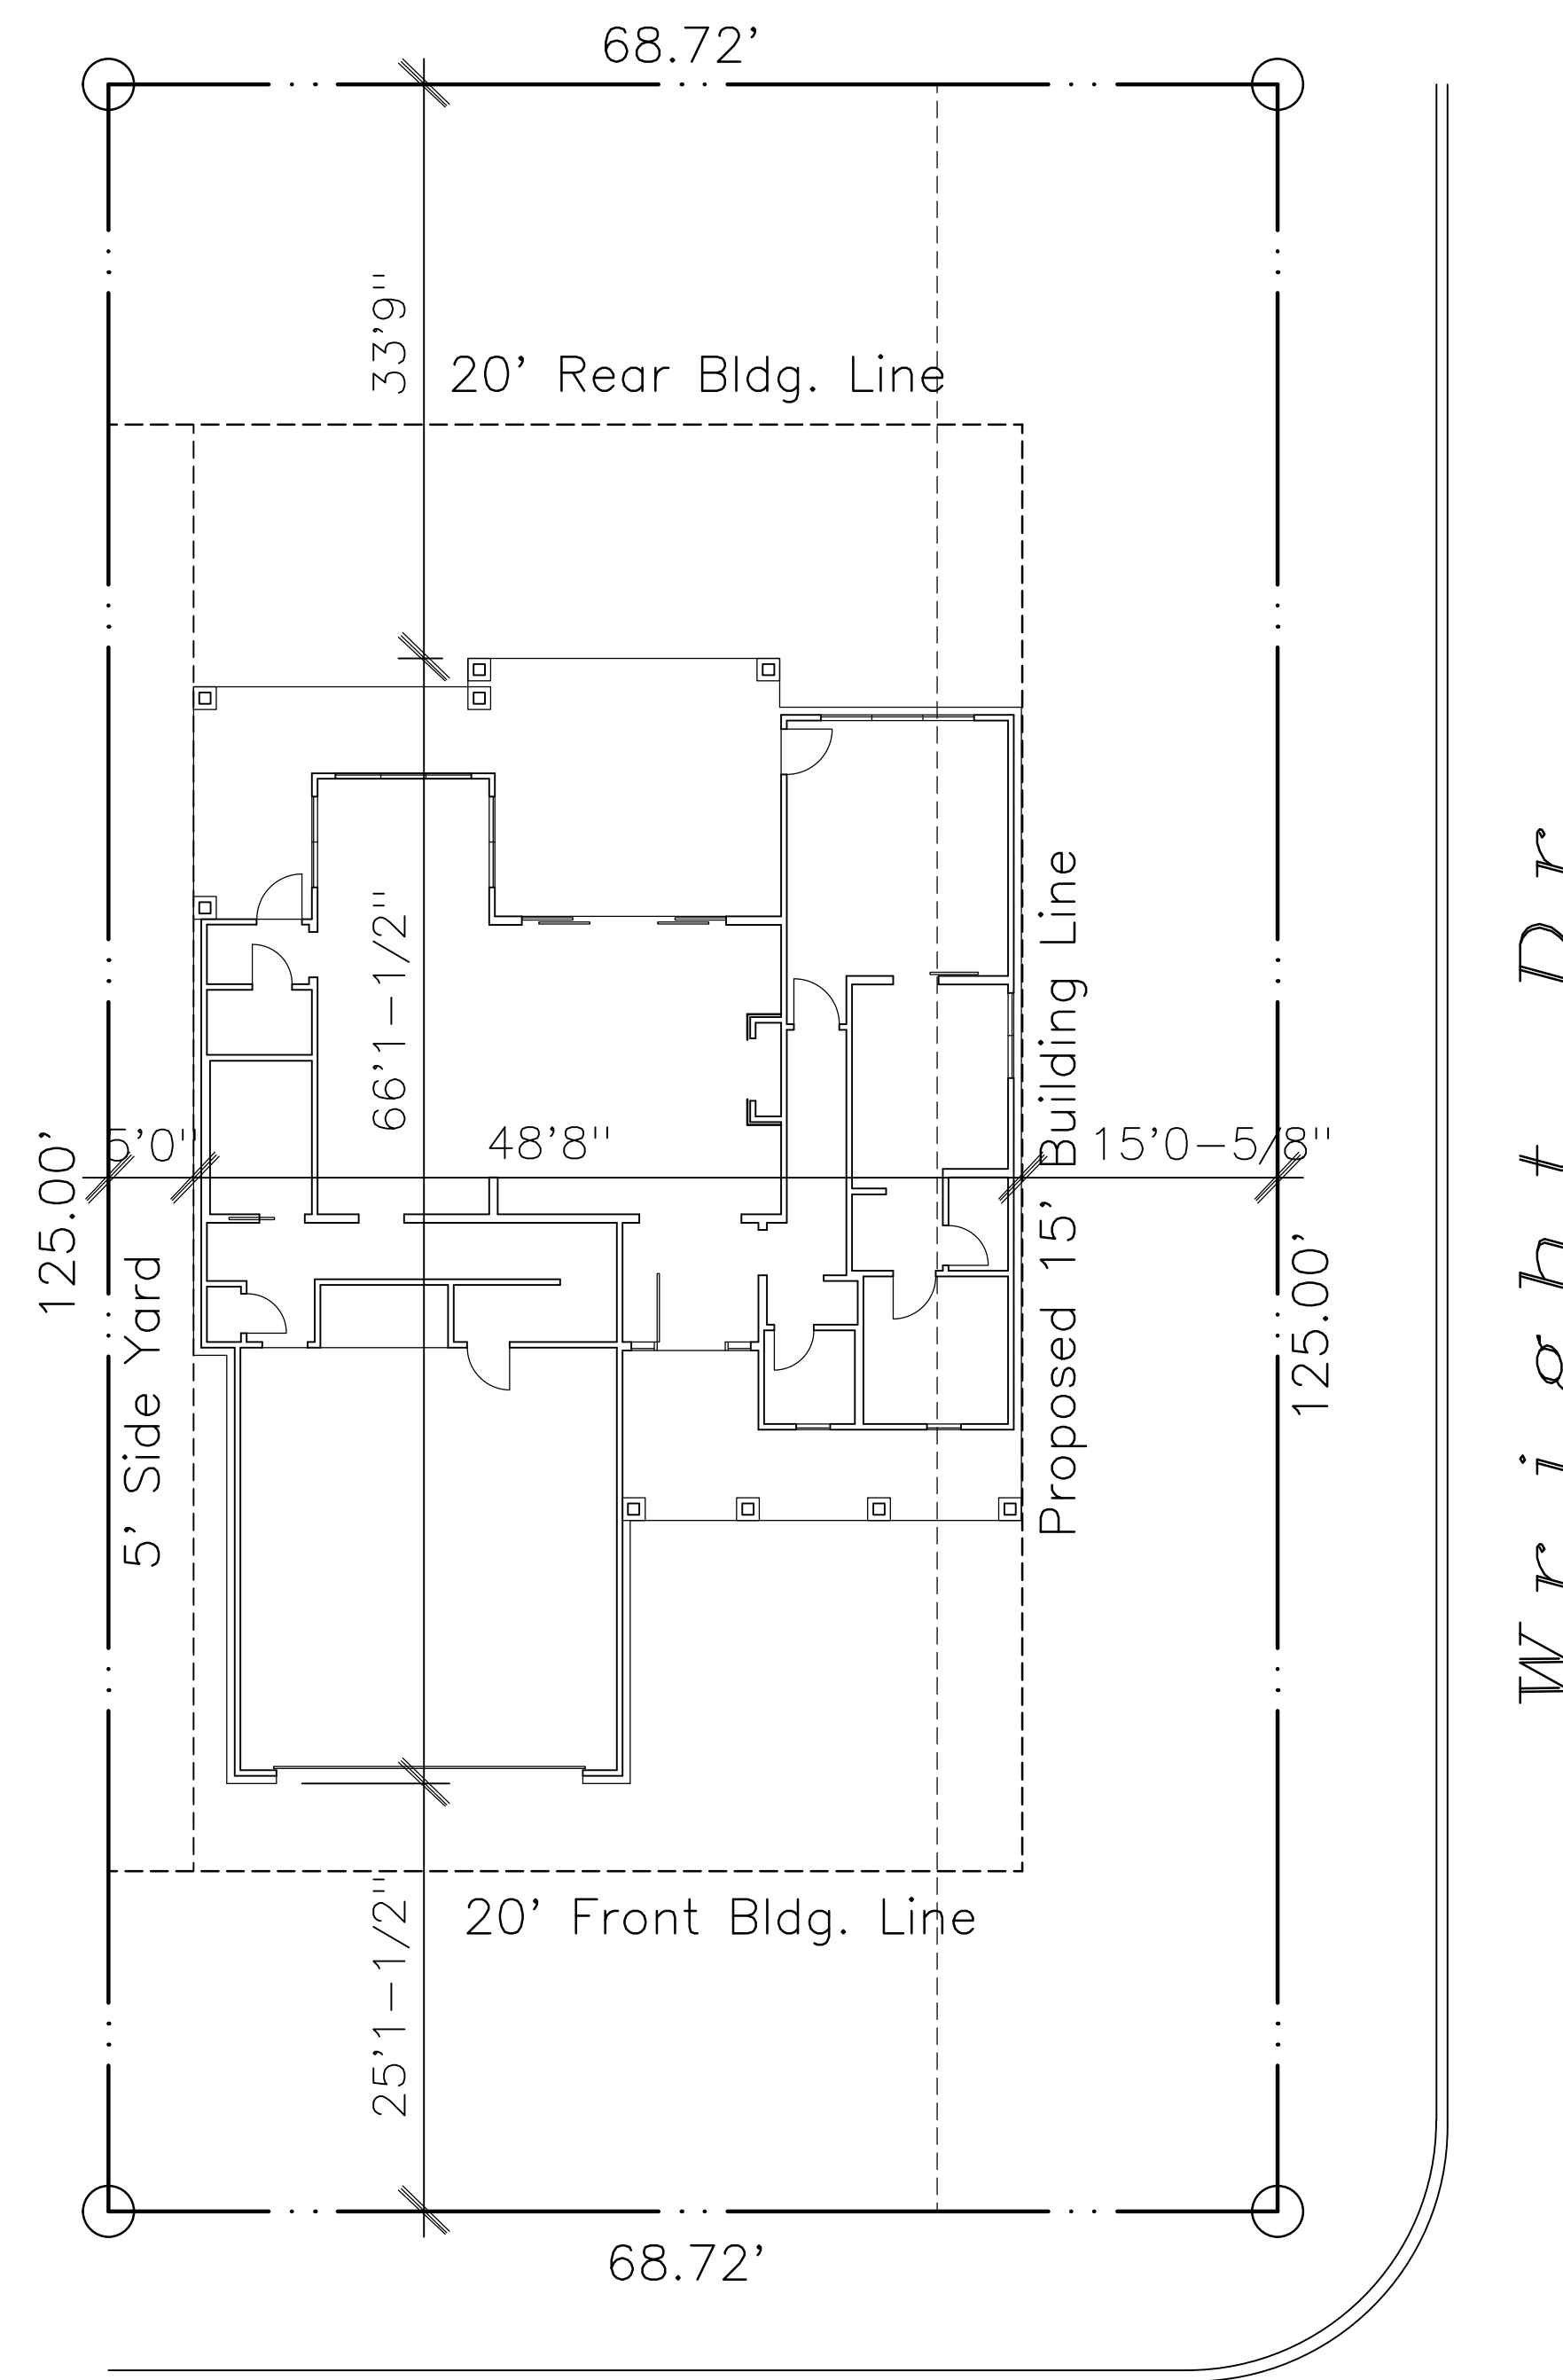 68.72'
33'9"
20' Rear Bldg. Line
66'1-1/2"
5'0"
48'8"
15'0-5/8"
125.00'
5' Side Yard
Proposed 15' Building Line
125.00'
Wright Dr
20' Front Bldg. Line
25'1-1/2"
68.72'